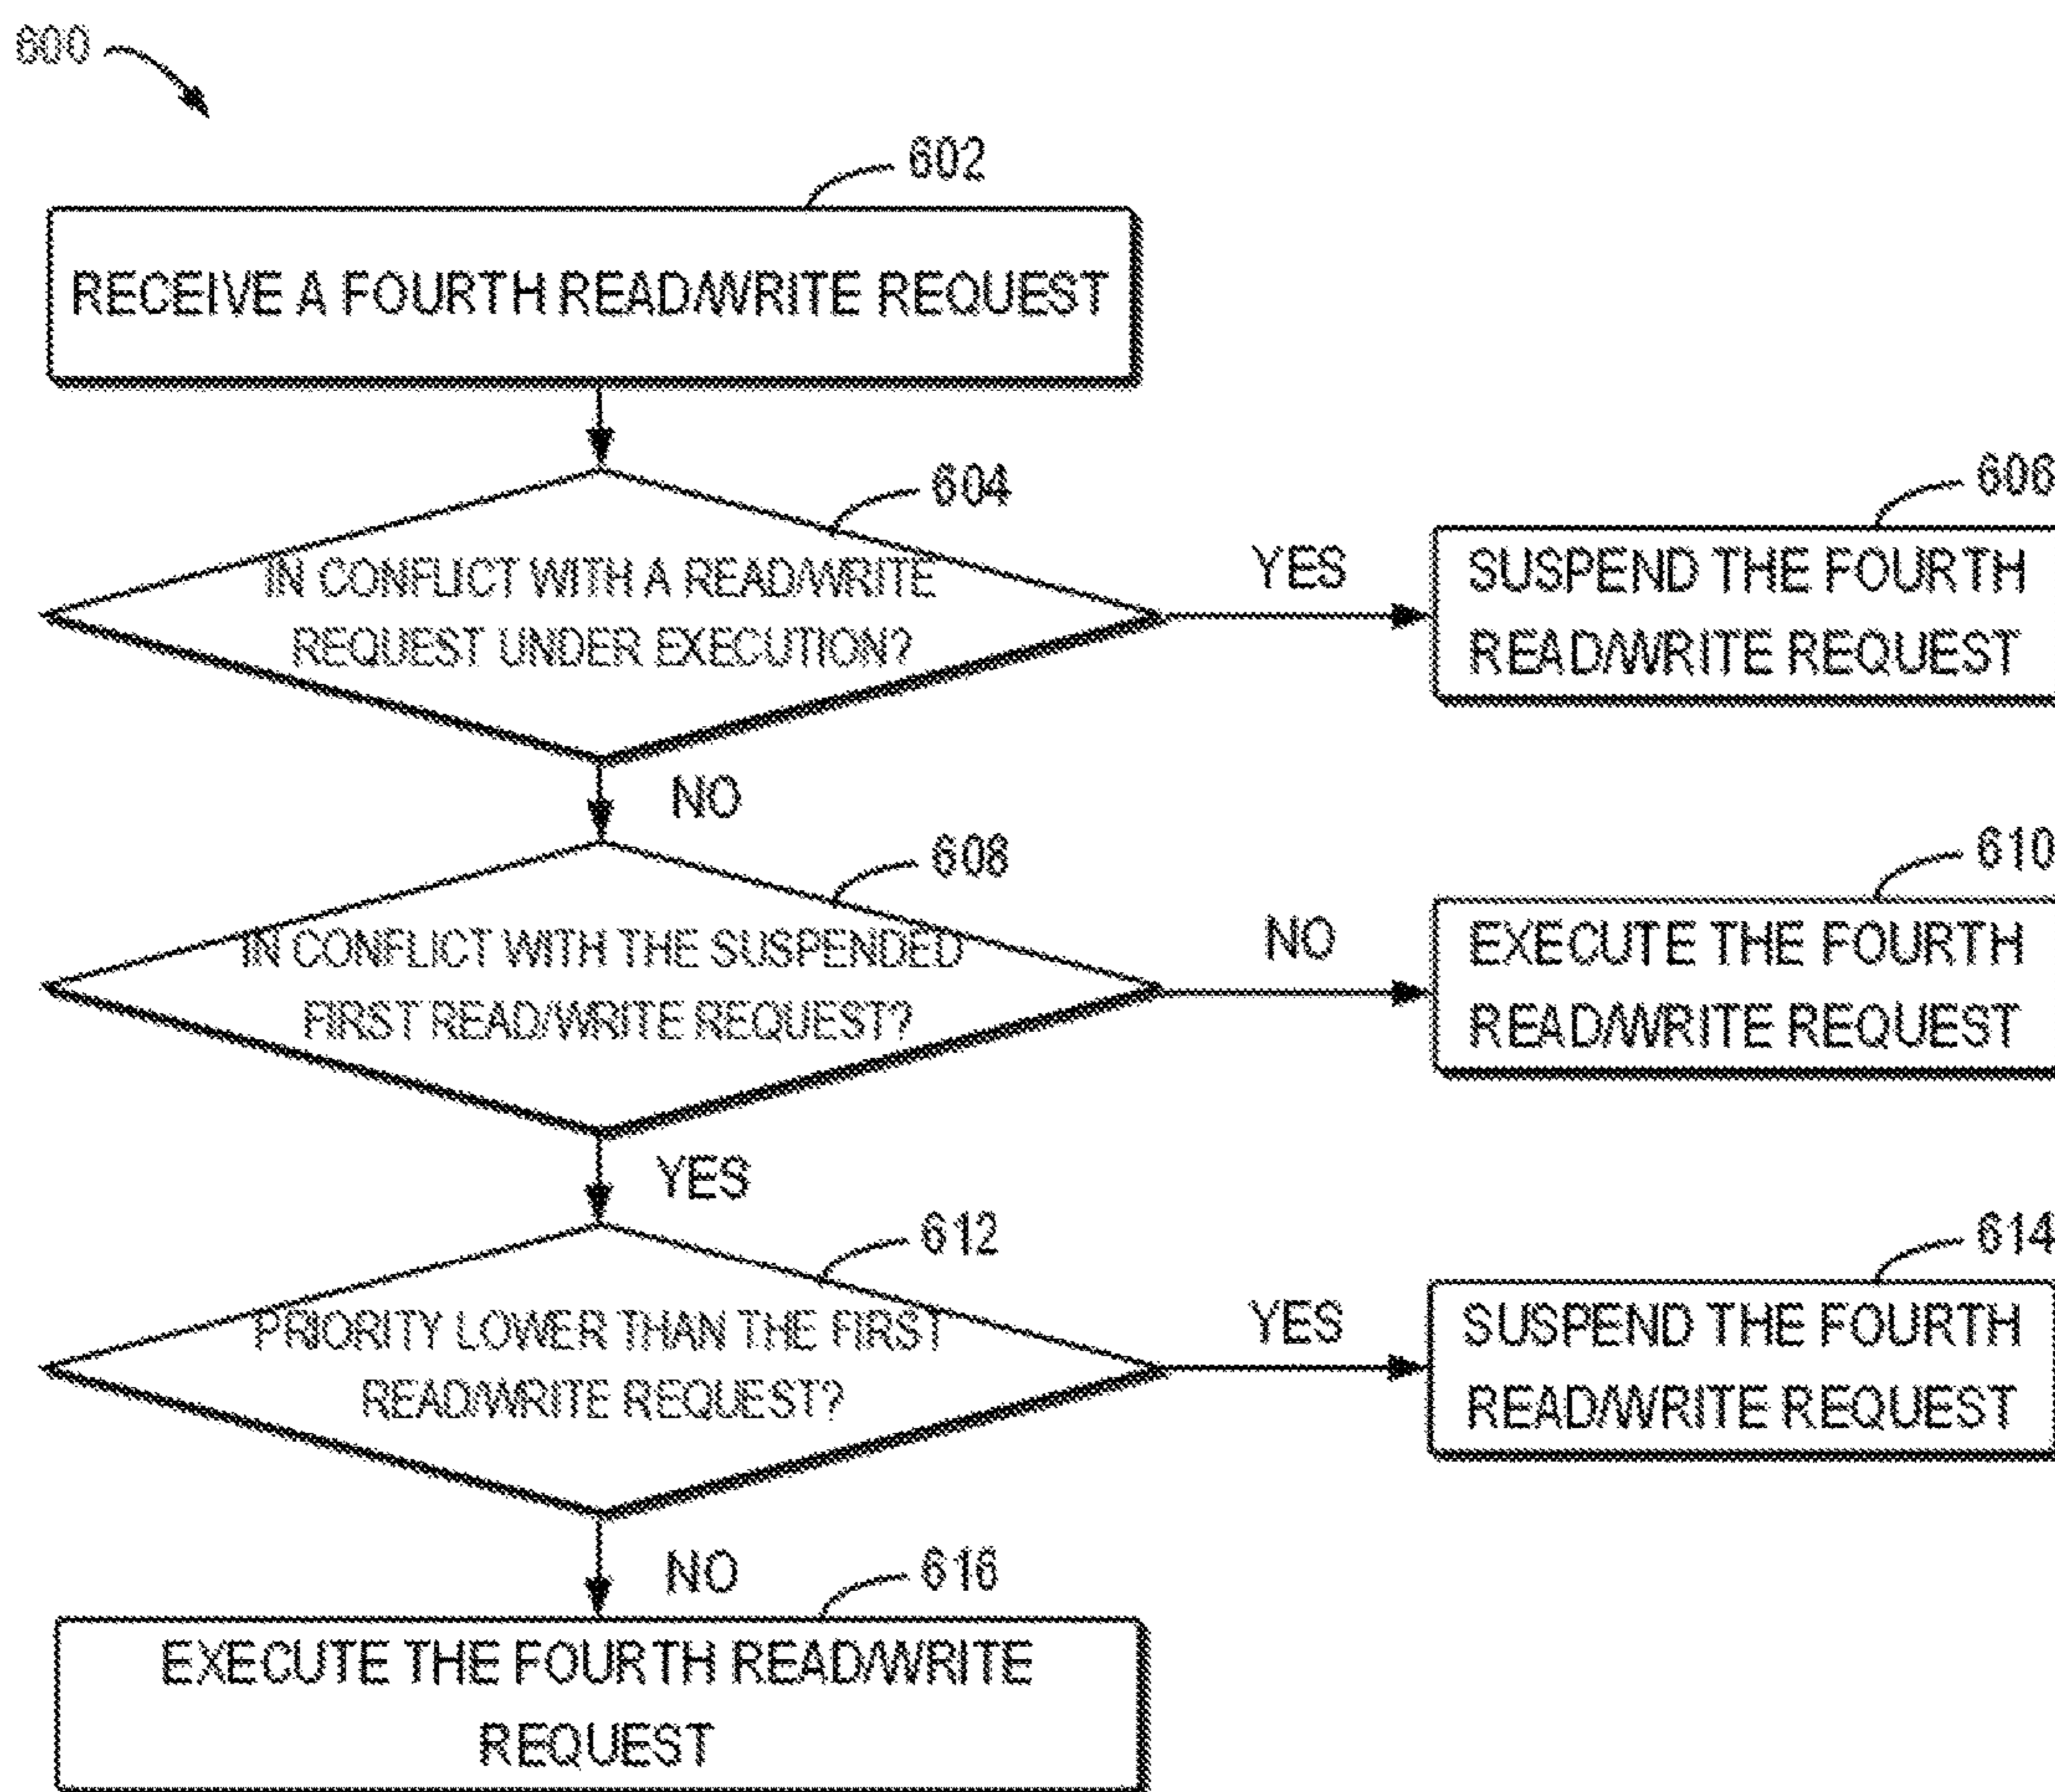 600
602
RECEIVE A FOURTH READ/WRITE REQUEST
604
IN CONFLICT WITH A READ/WRITE
REQUEST UNDER EXECUTION?
YES
606
SUSPEND THE FOURTH
READ/WRITE REQUEST
NO
608
IN CONFLICT WITH THE SUSPENDED
FIRST READ/WRITE REQUEST?
NO
610
EXECUTE THE FOURTH
READ/WRITE REQUEST
YES
612
PRIORITY LOWER THAN THE FIRST
READ/WRITE REQUEST?
YES
614
SUSPEND THE FOURTH
READ/WRITE REQUEST
NO
616
EXECUTE THE FOURTH READ/WRITE
REQUEST